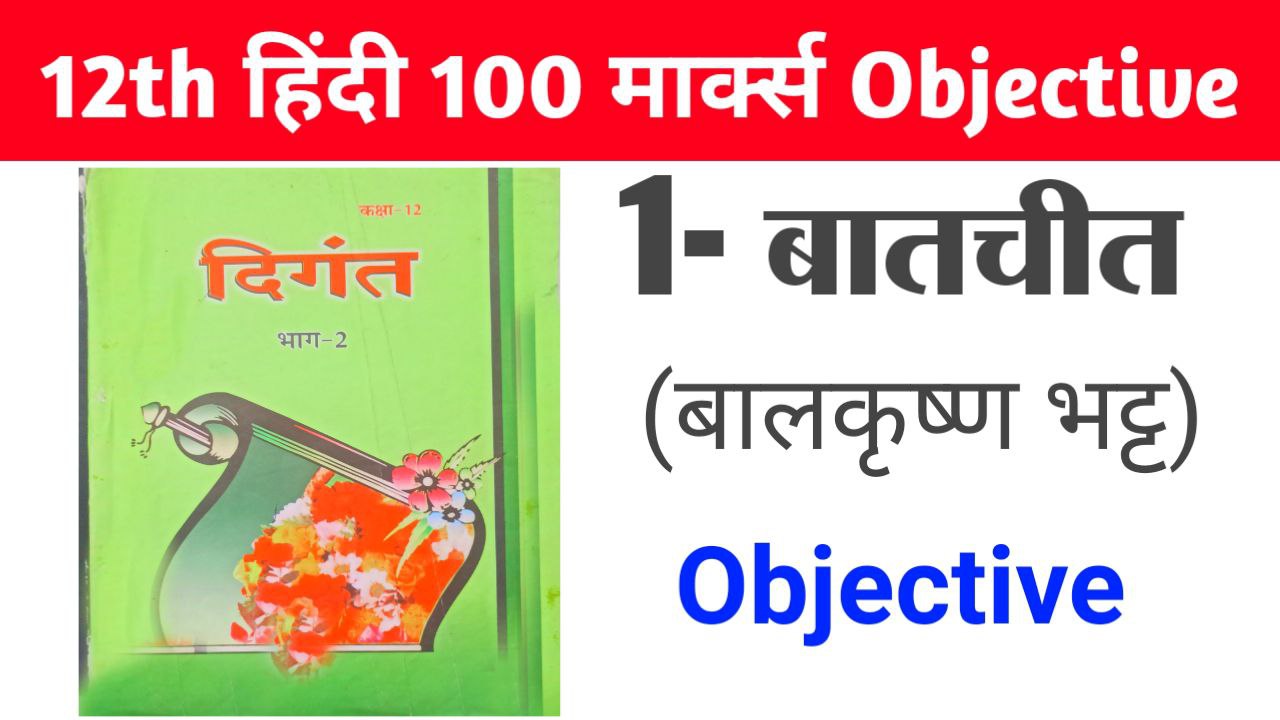 12th हिंदी 100 मार्क्स Objective
कक्षा-12
दिगंत
भाग-2
1- बातचीत
(बालकृष्ण भट्ट)
Objective